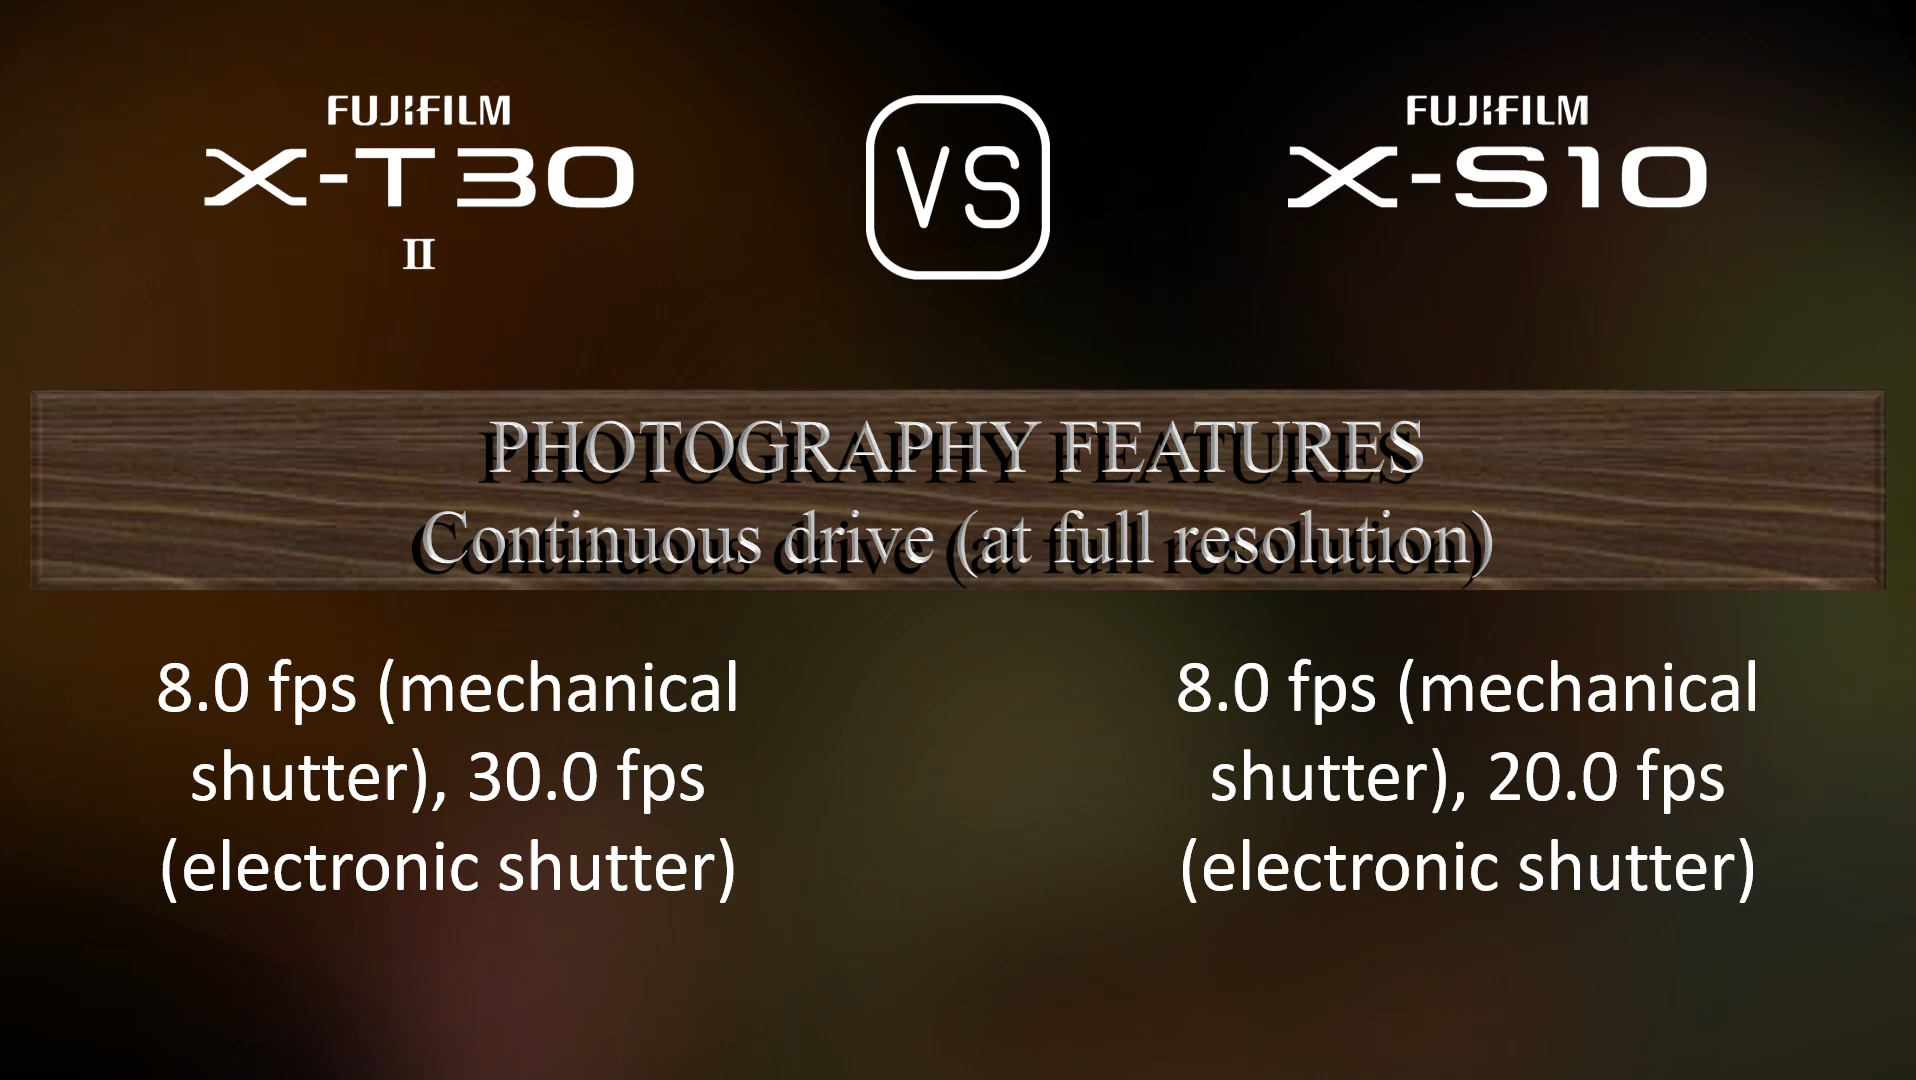 FUJIFILM
X-T30
II
VS
FUJIFILM
X-S10
PHOTOGRAPHY FEATURES
Continuous drive (at full resolution)
8.0 fps (mechanical
shutter), 30.0 fps
(electronic shutter)
8.0 fps (mechanical
shutter), 20.0 fps
(electronic shutter)